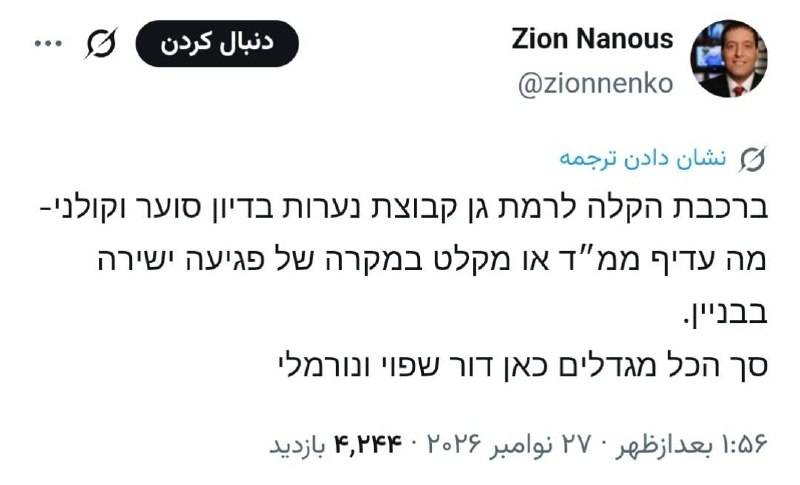 Zion Nanous
@zionnenko
دنبال کردن
نشان دادن ترجمه
ברכבת הקלה לרמת גן קבוצת נערות בדיון סוער וקולני-
מה עדיף ממ״ד או מקלט במקרה של פגיעה ישירה
בבניין.
סך הכל מגדלים כאן דור שפוי ונורמלי
۱:۵۶ بعدازظهر · ۲۷ نوامبر ۲۰۲۶ · ۴,۲۴۴ بازدید